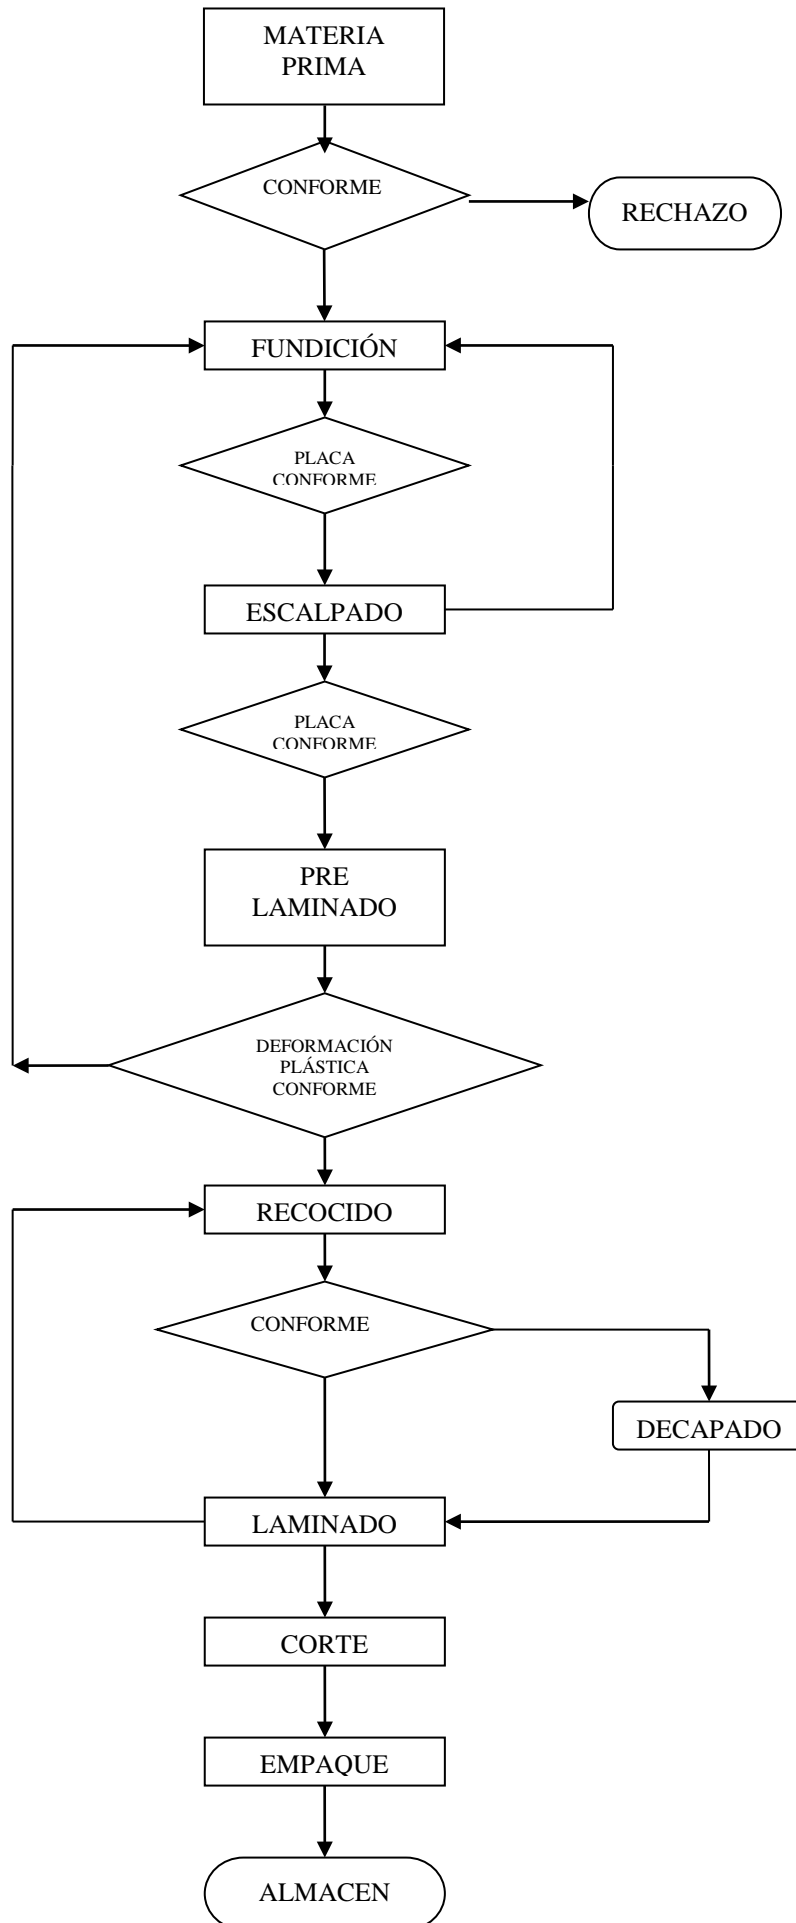 MATERIA
PRIMA
CONFORME
RECHAZO
FUNDICIÓN
PLACA
CONFORME
ESCALPADO
PLACA
CONFORME
PRE
LAMINADO
DEFORMACIÓN
PLÁSTICA
CONFORME
RECOCIDO
CONFORME
DECAPADO
LAMINADO
CORTE
EMPAQUE
ALMACEN